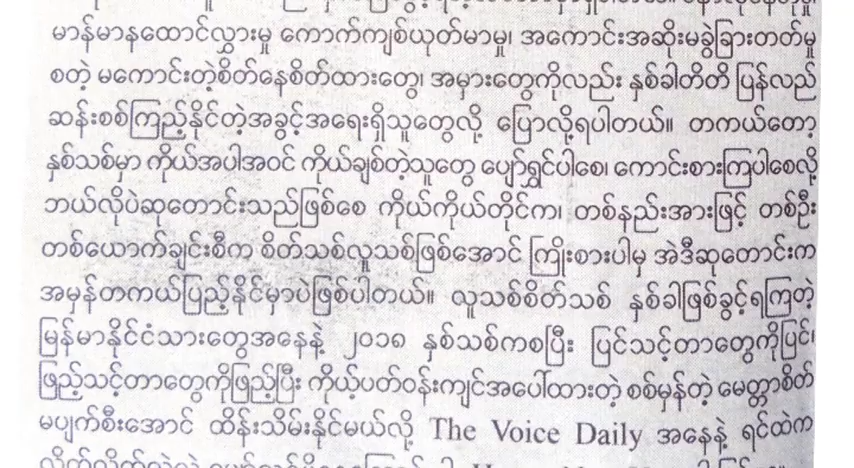 မာန်မာနထောင်လွှားမှု ကောက်ကျစ်ယုတ်မာမှု၊ အကောင်းအဆိုးမခွဲခြားတတ်မှု
စတဲ့ မကောင်းတဲ့စိတ်နေစိတ်ထားတွေ၊ အမှားတွေကိုလည်း နှစ်ခါတိတိ ပြန်လည်
ဆန်းစစ်ကြည့်နိုင်တဲ့အခွင့်အရေးရှိသူတွေလို့ ပြောလို့ရပါတယ်။ တကယ်တော့
နှစ်သစ်မှာ ကိုယ်အပါအဝင် ကိုယ်ချစ်တဲ့သူတွေ ပျော်ရွှင်ပါစေ၊ ကောင်းစားကြပါစေလို့
ဘယ်လိုပဲဆုတောင်းသည်ဖြစ်စေ ကိုယ်ကိုယ်တိုင်က၊ တစ်နည်းအားဖြင့် တစ်ဦး
တစ်ယောက်ချင်းစီက စိတ်သစ်လူသစ်ဖြစ်အောင် ကြိုးစားပါမှ အဲဒီဆုတောင်းက
အမှန်တကယ်ပြည့်နိုင်မှာပဲဖြစ်ပါတယ်။ လူသစ်စိတ်သစ် နှစ်ခါဖြစ်ခွင့်ရကြတဲ့
မြန်မာနိုင်ငံသားတွေအနေနဲ့ ၂၀၁၈ နှစ်သစ်ကစပြီး ပြင်သင့်တာတွေကိုပြင်၊
ဖြည့်သင့်တာတွေကိုဖြည့်ပြီး ကိုယ့်ပတ်ဝန်းကျင်အပေါ်ထားတဲ့ စစ်မှန်တဲ့ မေတ္တာစိတ်
မပျက်စီးအောင် ထိန်းသိမ်းနိုင်မယ်လို့ The Voice Daily အနေနဲ့ ရင်ထဲက